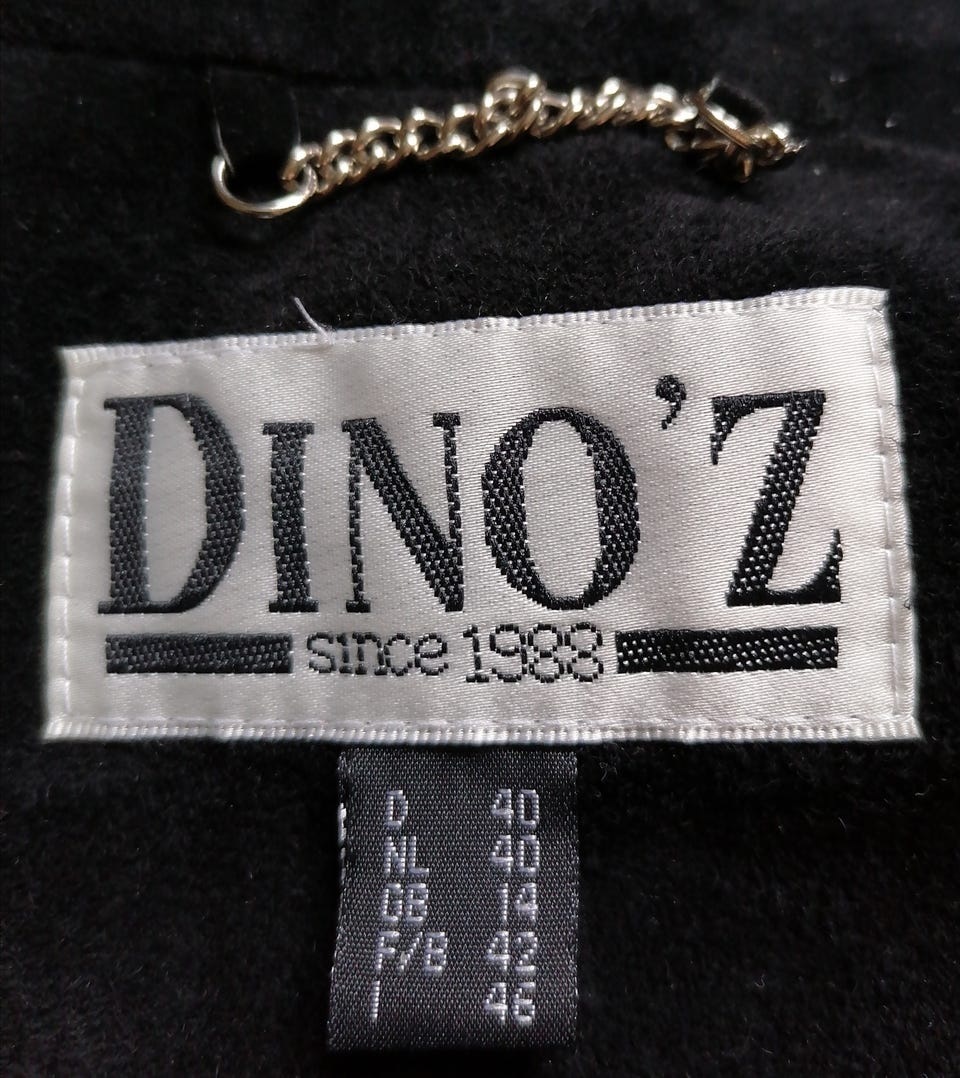 DINO'Z
since 1988
D 40
NL 40
GB 14
F/B 42
I 46